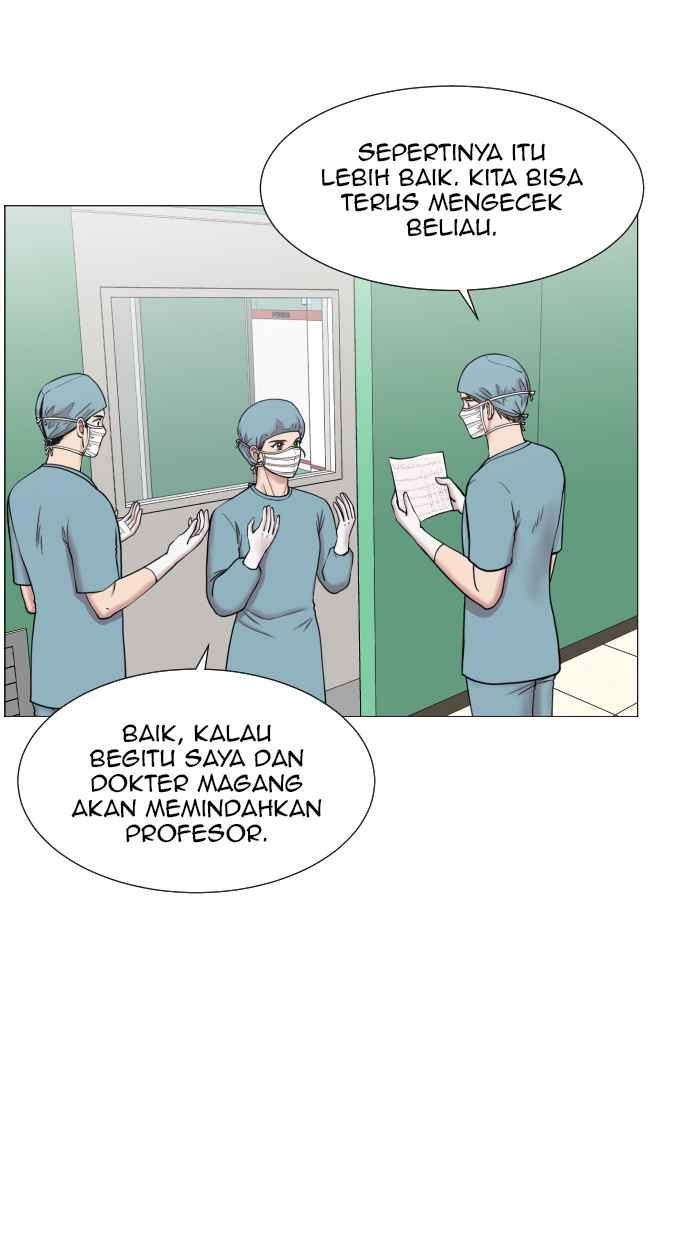 SEPERTINYA ITU
LEBIH BAIK. KITA BISA
TERUS MENGECEK
BELIAU.
BAIK, KALAU
BEGITU SAYA DAN
DOKTER MAGANG
AKAN MEMINDAHKAN
PROFESOR.